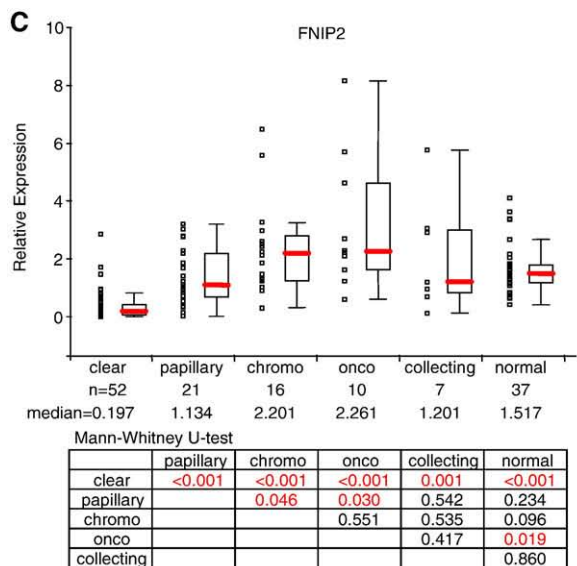 C
FNIP2
Relative Expression
10
8
6
4
2
0
clear papillary chromo onco collecting normal
n=52 21 16 10 7 37
median=0.197 1.134 2.201 2.261 1.201 1.517
Mann-Whitney U-test
papillary chromo onco collecting normal
clear <0.001 <0.001 <0.001 0.001 <0.001
papillary 0.046 0.030 0.542 0.234
chromo 0.551 0.535 0.096
onco 0.417 0.019
collecting 0.860